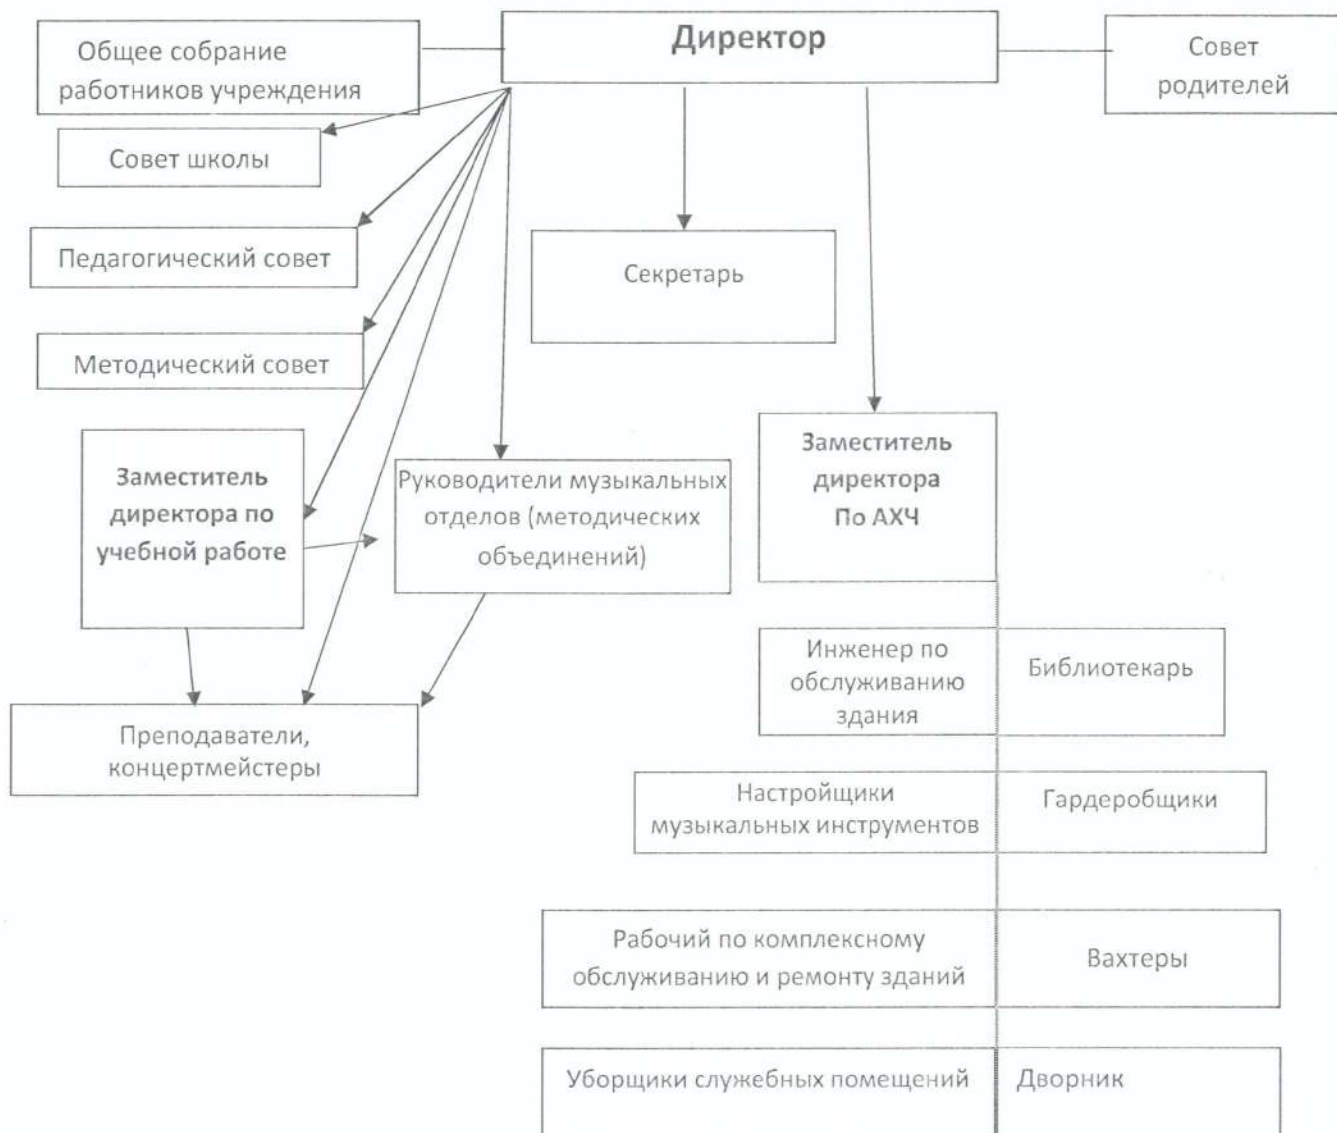 Директор
Общее собрание
работников учреждения
Совет
родителей
Совет школы
Педагогический совет
Секретарь
Методический совет
Заместитель
директора по
учебной работе
Руководители музыкальных
отделов (методических
объединений)
Заместитель
директора
По АХЧ
Инженер по
обслуживанию
здания
Библиотекарь
Преподаватели,
концертмейстеры
Настройщики
музыкальных инструментов
Гардеробщики
Рабочий по комплексному
обслуживанию и ремонту зданий
Вахтеры
Уборщики служебных помещений
Дворник